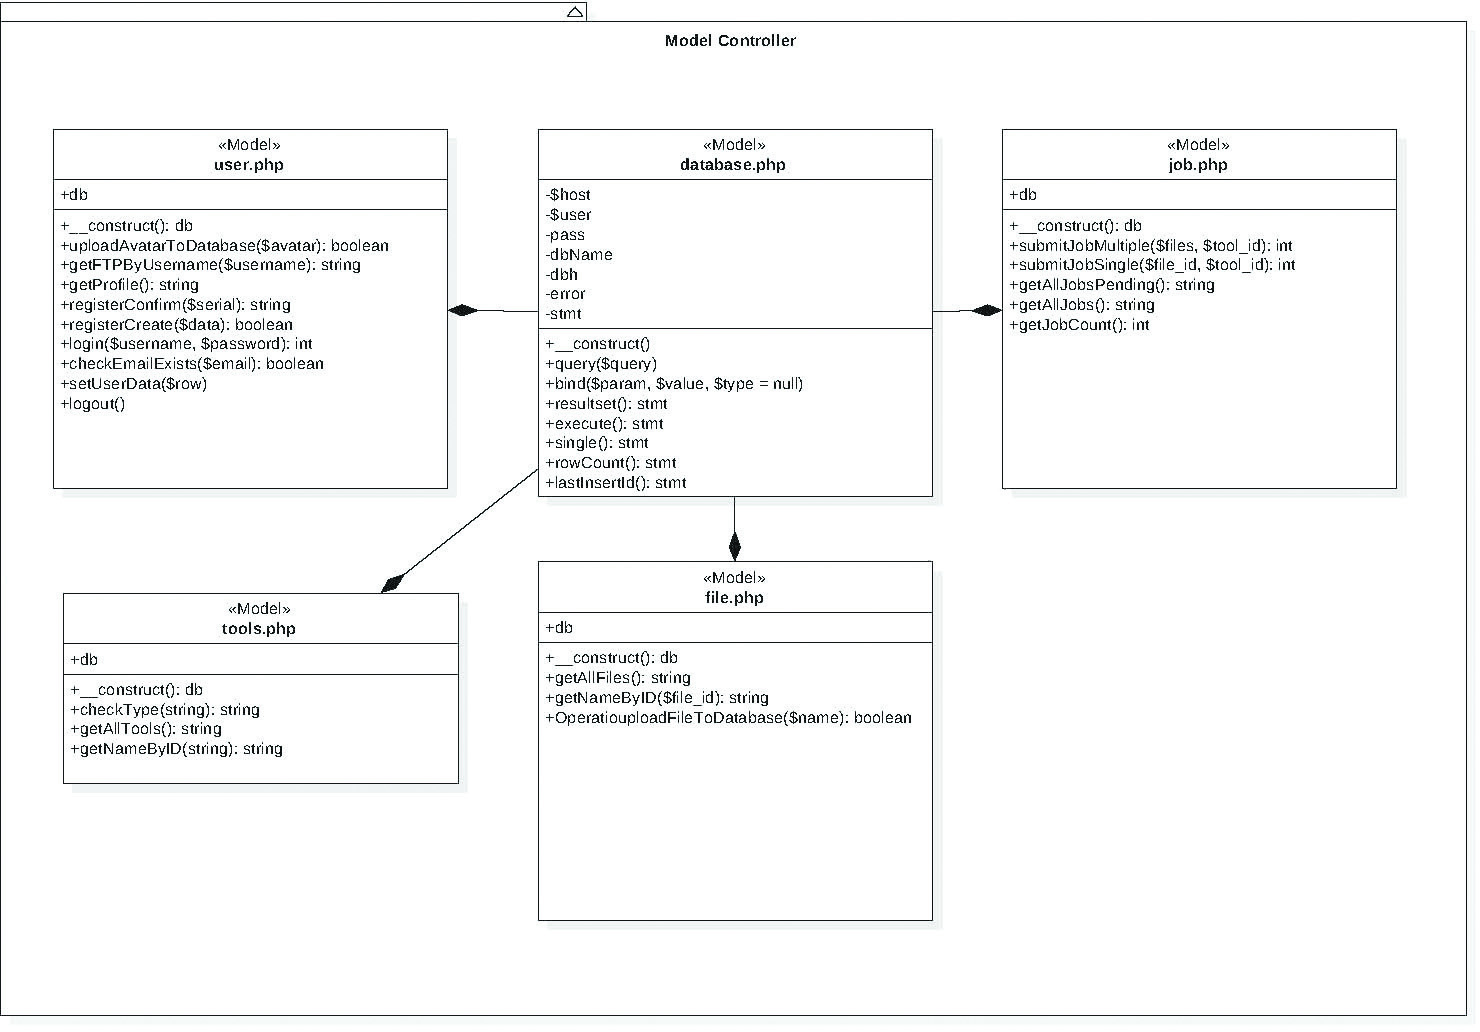 Model Controller
«Model»
user.php
+db
+__construct(): db
+uploadAvatarToDatabase($avatar): boolean
+getFTPByUsername($username): string
+getProfile(): string
+registerConfirm($serial): string
+registerCreate($data): boolean
+login($username, $password): int
+checkEmailExists($email): boolean
+setUserData($row)
+logout()
«Model»
database.php
-$host
-$user
-pass
-dbName
-dbh
-error
-stmt
+__construct()
+query($query)
+bind($param, $value, $type = null)
+resultset(): stmt
+execute(): stmt
+single(): stmt
+rowCount(): stmt
+lastInsertId(): stmt
«Model»
job.php
+db
+__construct(): db
+submitJobMultiple($files, $tool_id): int
+submitJobSingle($file_id, $tool_id): int
+getAllJobsPending(): string
+getAllJobs(): string
+getJobCount(): int
«Model»
tools.php
+db
+__construct(): db
+checkType(string): string
+getAllTools(): string
+getNameByID(string): string
«Model»
file.php
+db
+__construct(): db
+getAllFiles(): string
+getNameByID($file_id): string
+OperatiouploadFileToDatabase($name): boolean